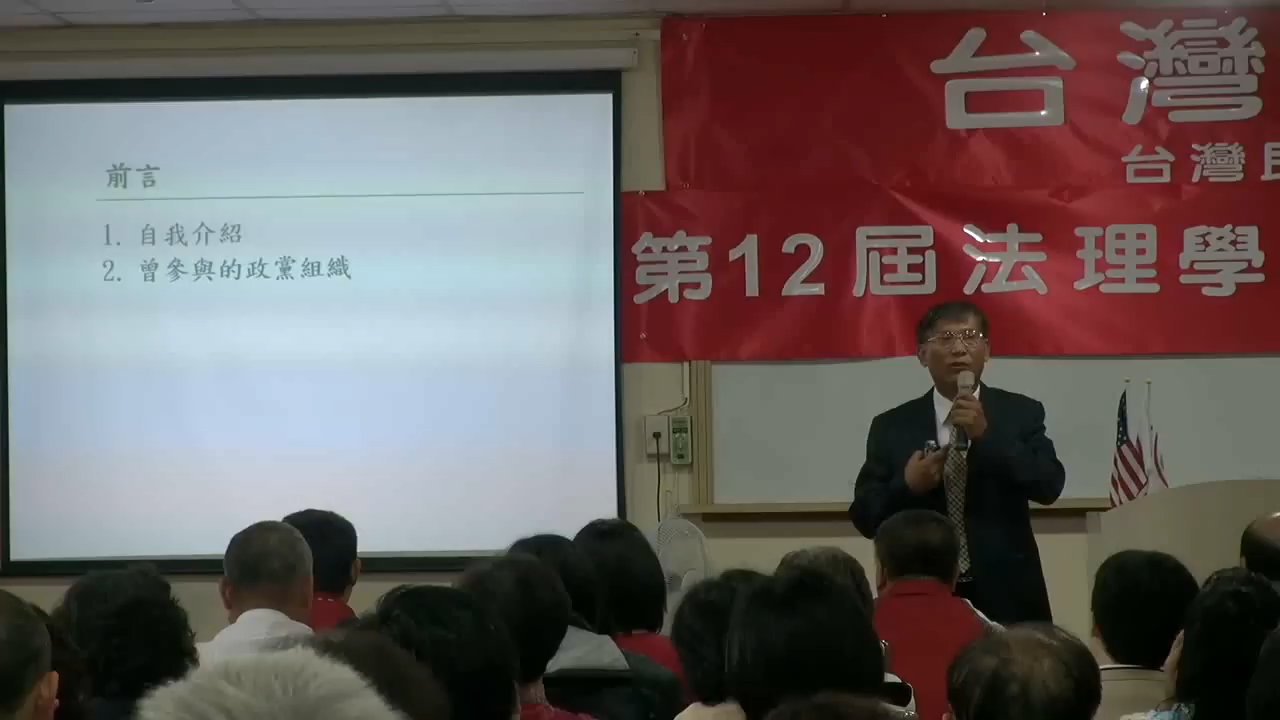 前言
1. 自我介紹
2. 曾參與的政黨組織
台灣
台灣民
第12屆法理學